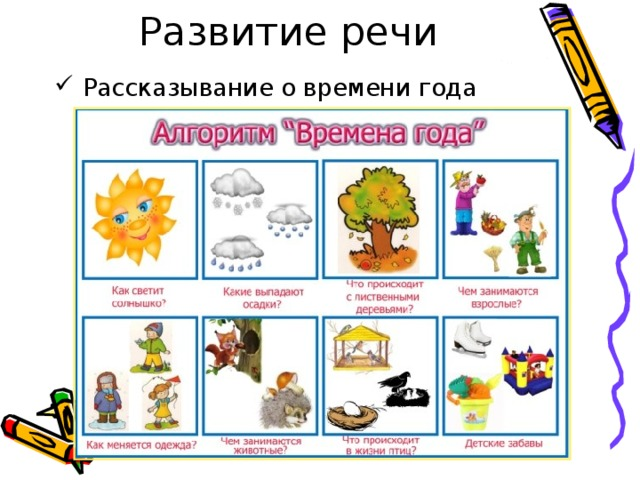 Развитие речи
Рассказывание о времени года
Алгоритм “Времена года”
Как светит
солнышко?
Какие выпадают
осадки?
Что происходит
с лиственными
деревьями?
Чем занимаются
взрослые?
Как меняется одежда?
Чем занимаются
животные?
Что происходит
в жизни птиц?
Детские забавы